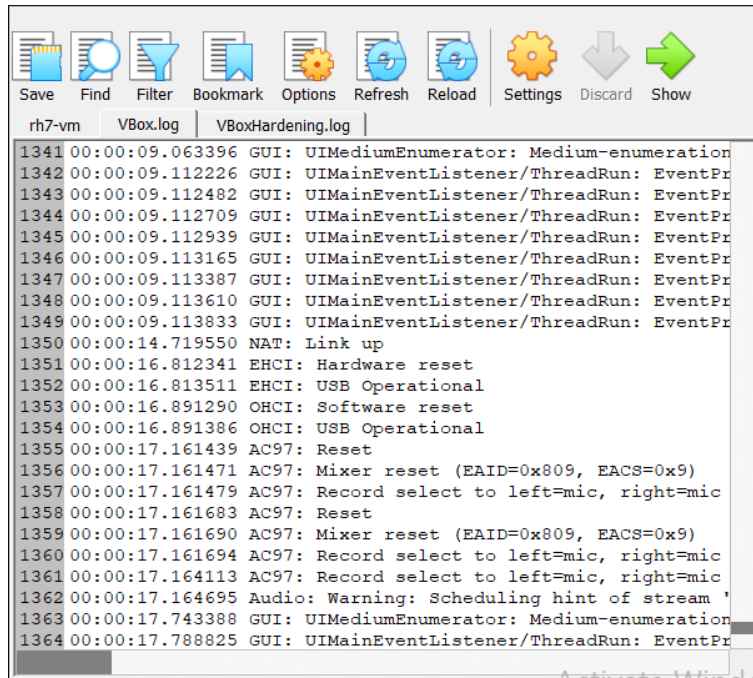 Save Find Filter Bookmark Options Refresh Reload Settings Discard Show
rh7-vm VBox.log VBoxHardening.log
1341 00:00:09.063396 GUI: UIMediumEnumerator: Medium-enumeration
1342 00:00:09.112226 GUI: UIMainEventListener/ThreadRun: EventPr
1343 00:00:09.112482 GUI: UIMainEventListener/ThreadRun: EventPr
1344 00:00:09.112709 GUI: UIMainEventListener/ThreadRun: EventPr
1345 00:00:09.112939 GUI: UIMainEventListener/ThreadRun: EventPr
1346 00:00:09.113165 GUI: UIMainEventListener/ThreadRun: EventPr
1347 00:00:09.113387 GUI: UIMainEventListener/ThreadRun: EventPr
1348 00:00:09.113610 GUI: UIMainEventListener/ThreadRun: EventPr
1349 00:00:09.113833 GUI: UIMainEventListener/ThreadRun: EventPr
1350 00:00:14.719550 NAT: Link up
1351 00:00:16.812341 EHCI: Hardware reset
1352 00:00:16.813511 EHCI: USB Operational
1353 00:00:16.891290 OHCI: Software reset
1354 00:00:16.891386 OHCI: USB Operational
1355 00:00:17.161439 AC97: Reset
1356 00:00:17.161471 AC97: Mixer reset (EAID=0x809, EACS=0x9)
1357 00:00:17.161479 AC97: Record select to left=mic, right=mic
1358 00:00:17.161683 AC97: Reset
1359 00:00:17.161690 AC97: Mixer reset (EAID=0x809, EACS=0x9)
1360 00:00:17.161694 AC97: Record select to left=mic, right=mic
1361 00:00:17.164113 AC97: Record select to left=mic, right=mic
1362 00:00:17.164695 Audio: Warning: Scheduling hint of stream '
1363 00:00:17.743388 GUI: UIMediumEnumerator: Medium-enumeration
1364 00:00:17.788825 GUI: UIMainEventListener/ThreadRun: EventPr